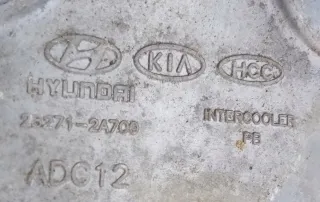 KIA HCC
HYUNDAI
28271-2A700 INTERCOOLER
PB
ADC12